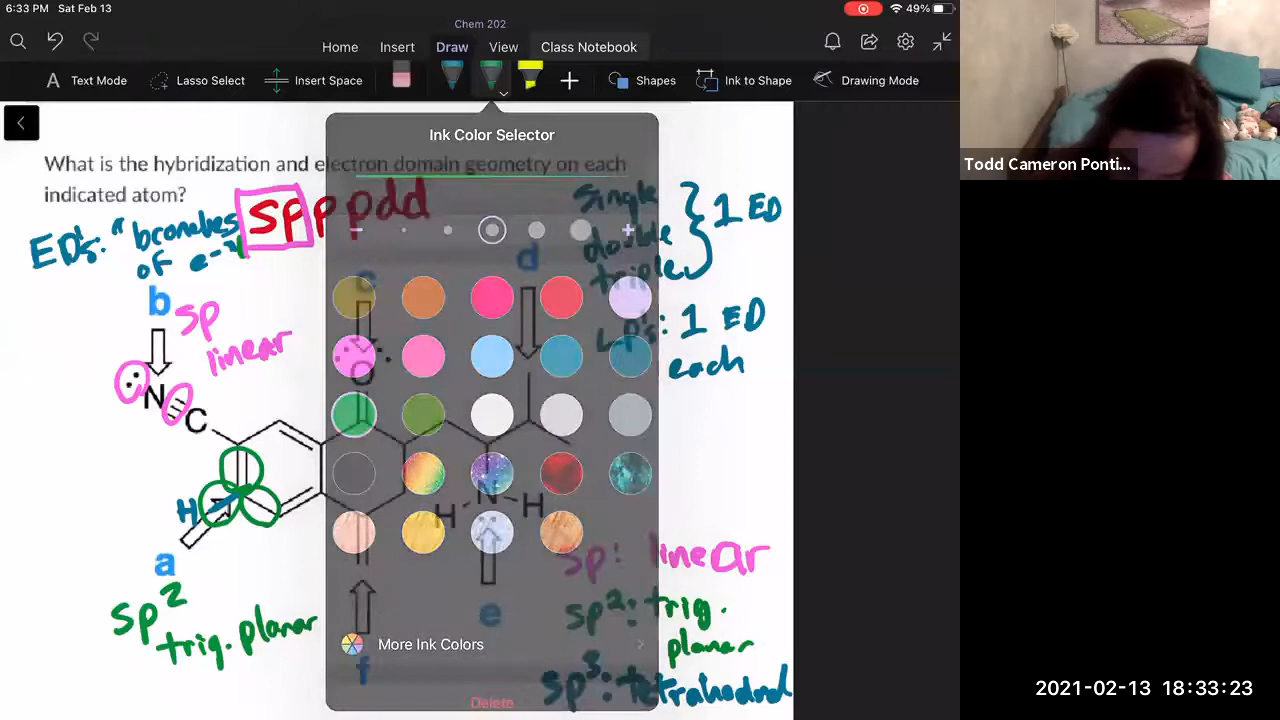 6:33 PM Sat Feb 13
49%
Chem 202
Home Insert Draw View Class Notebook
Text Mode Lasso Select Insert Space Shapes Ink to Shape Drawing Mode
Ink Color Selector
What is the hybridization and electron domain geometry on each
indicated atom?
Todd Cameron Ponti...
ED's: "branches
of e-"
sp p p d d
Single
double
triple
1 ED
LP's: 1 ED
each
b
sp
linear
c
d
N
C
O
H
a
sp2
trig. planar
H N H
e
f
sp: linear
sp2: trig.
planar
sp3: tetrahedral
More Ink Colors
Delete
2021-02-13 18:33:23